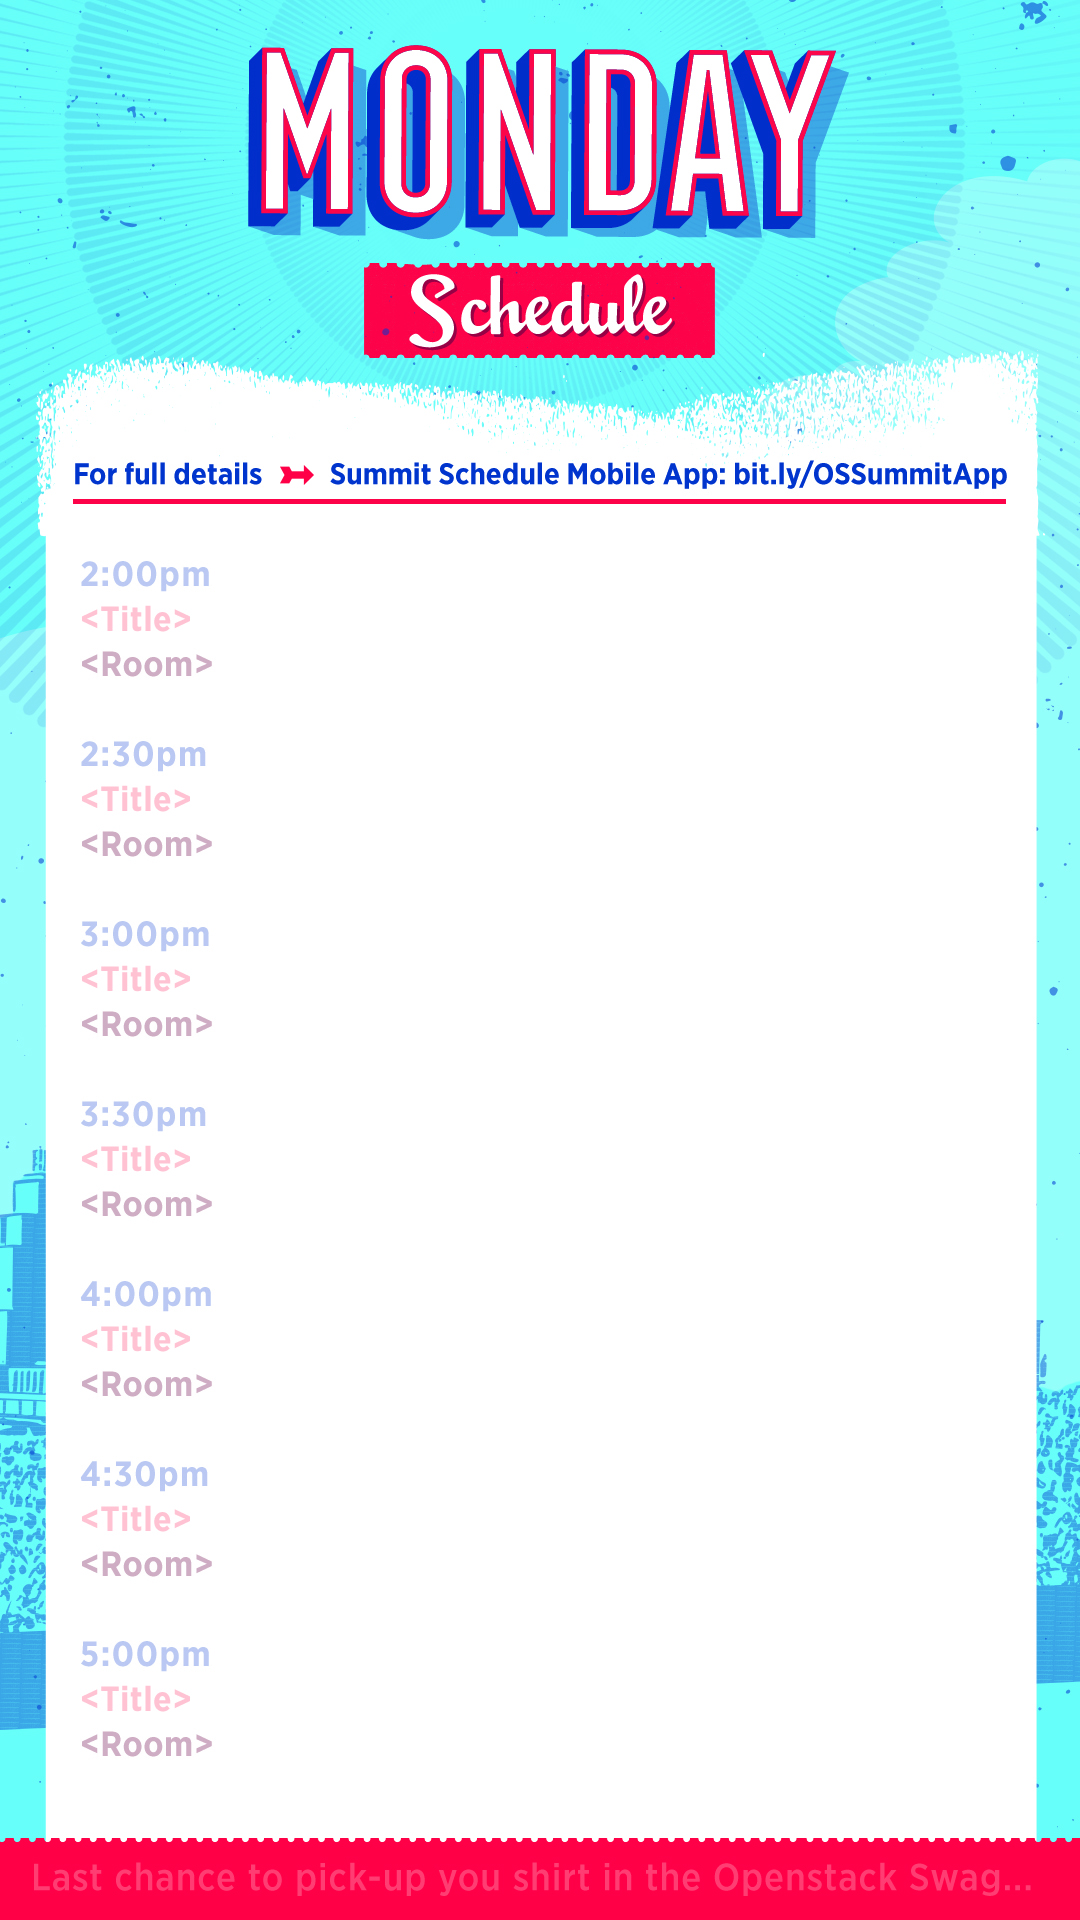 MONDAY
Schedule
For full details Summit Schedule Mobile App: bit.ly/OSSummitApp
2:00pm
<Title>
<Room>
2:30pm
<Title>
<Room>
3:00pm
<Title>
<Room>
3:30pm
<Title>
<Room>
4:00pm
<Title>
<Room>
4:30pm
<Title>
<Room>
5:00pm
<Title>
<Room>
Last chance to pick-up you shirt in the Openstack Swag...